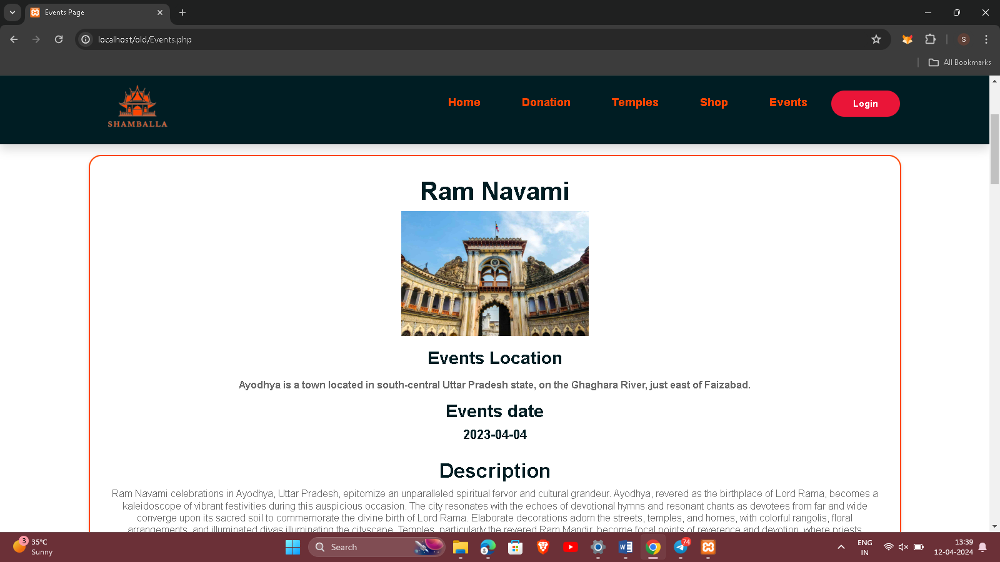 Events Page
localhost/old/Events.php
S
All Bookmarks
SHAMBALLA
Home Donation Temples Shop Events Login
Ram Navami
Events Location
Ayodhya is a town located in south-central Uttar Pradesh state, on the Ghaghara River, just east of Faizabad.
Events date
2023-04-04
Description
Ram Navami celebrations in Ayodhya, Uttar Pradesh, epitomize an unparalleled spiritual fervor and cultural grandeur. Ayodhya, revered as the birthplace of Lord Rama, becomes a
kaleidoscope of vibrant festivities during this auspicious occasion. The city resonates with the echoes of devotional hymns and resonant chants as devotees from far and wide
converge upon its sacred soil to commemorate the divine birth of Lord Rama. Elaborate decorations adorn the streets, temples, and homes, with colorful rangolis, floral
arrangements, and illuminated diyas illuminating the cityscape. Temples, particularly the revered Ram Mandir, become focal points of reverence and devotion, where priests
3
35°C
Sunny
Search
74
ENG
IN
13:39
12-04-2024